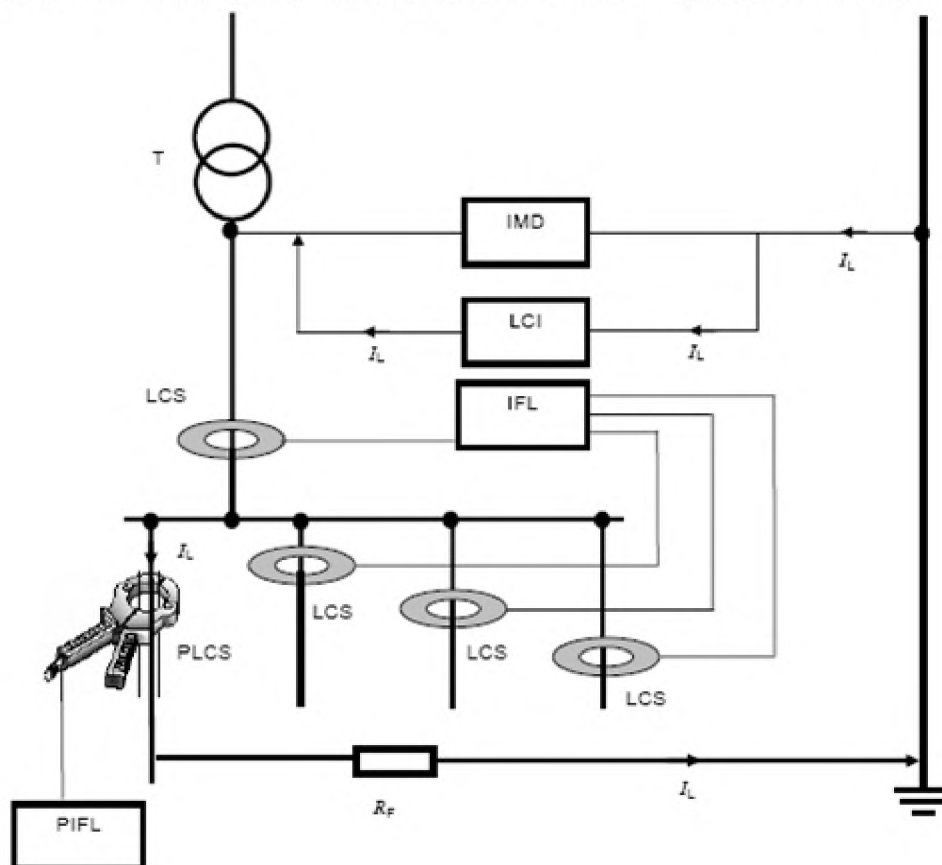 T
IMD
I_L
LCI
I_L
I_L
LCS
IFL
I_L
LCS
PLCS
LCS
LCS
R_F
I_L
PIFL